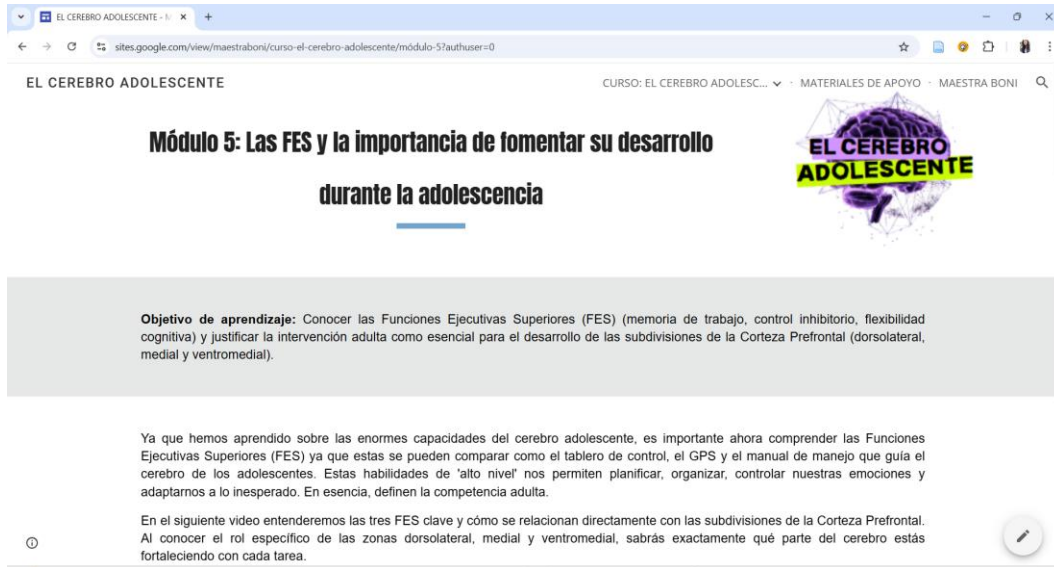 EL CEREBRO ADOLESCENTE - M
sites.google.com/view/maestraboni/curso-el-cerebro-adolescente/módulo-5?authuser=0
EL CEREBRO ADOLESCENTE
CURSO: EL CEREBRO ADOLESC... · MATERIALES DE APOYO · MAESTRA BONI
Módulo 5: Las FES y la importancia de fomentar su desarrollo
durante la adolescencia
EL CEREBRO
ADOLESCENTE
Objetivo de aprendizaje: Conocer las Funciones Ejecutivas Superiores (FES) (memoria de trabajo, control inhibitorio, flexibilidad
cognitiva) y justificar la intervención adulta como esencial para el desarrollo de las subdivisiones de la Corteza Prefrontal (dorsolateral,
medial y ventromedial).
Ya que hemos aprendido sobre las enormes capacidades del cerebro adolescente, es importante ahora comprender las Funciones
Ejecutivas Superiores (FES) ya que estas se pueden comparar como el tablero de control, el GPS y el manual de manejo que guía el
cerebro de los adolescentes. Estas habilidades de 'alto nivel' nos permiten planificar, organizar, controlar nuestras emociones y
adaptarnos a lo inesperado. En esencia, definen la competencia adulta.
En el siguiente video entenderemos las tres FES clave y cómo se relacionan directamente con las subdivisiones de la Corteza Prefrontal.
Al conocer el rol específico de las zonas dorsolateral, medial y ventromedial, sabrás exactamente qué parte del cerebro estás
fortaleciendo con cada tarea.